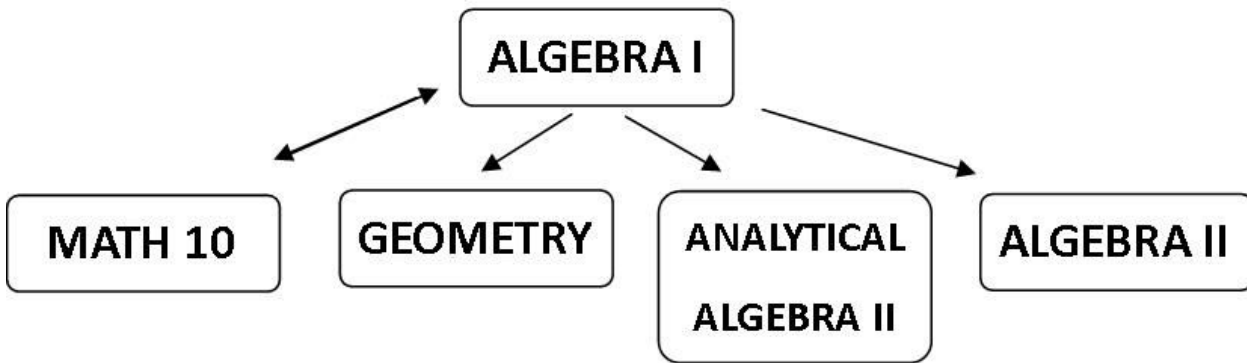 ALGEBRA I
MATH 10
GEOMETRY
ANALYTICAL
ALGEBRA II
ALGEBRA II